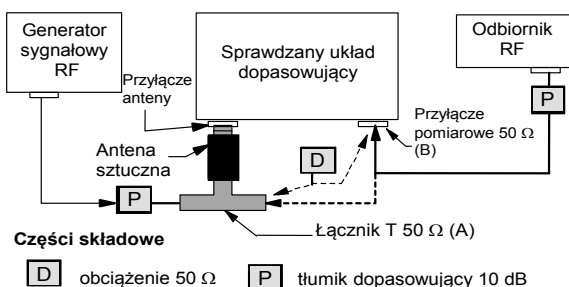 Generator
sygnałowy
RF
Sprawdzany układ
dopasowujący
Odbiornik
RF
Przyłącze
anteny
P
Przyłącze
pomiarowe 50 Ω
(B)
Antena
sztuczna
D
P
Łącznik T 50 Ω (A)
Części składowe
D obciążenie 50 Ω P tłumik dopasowujący 10 dB